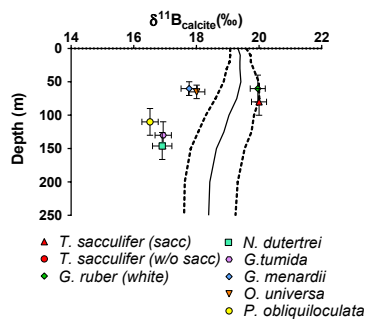 δ¹¹Bcalcite(‰)
14 16 18 20 22
0
50
100
150
200
250
Depth (m)
T. sacculifer (sacc)
T. sacculifer (w/o sacc)
G. ruber (white)
N. dutertrei
G.tumida
G. menardii
O. universa
P. obliquiloculata